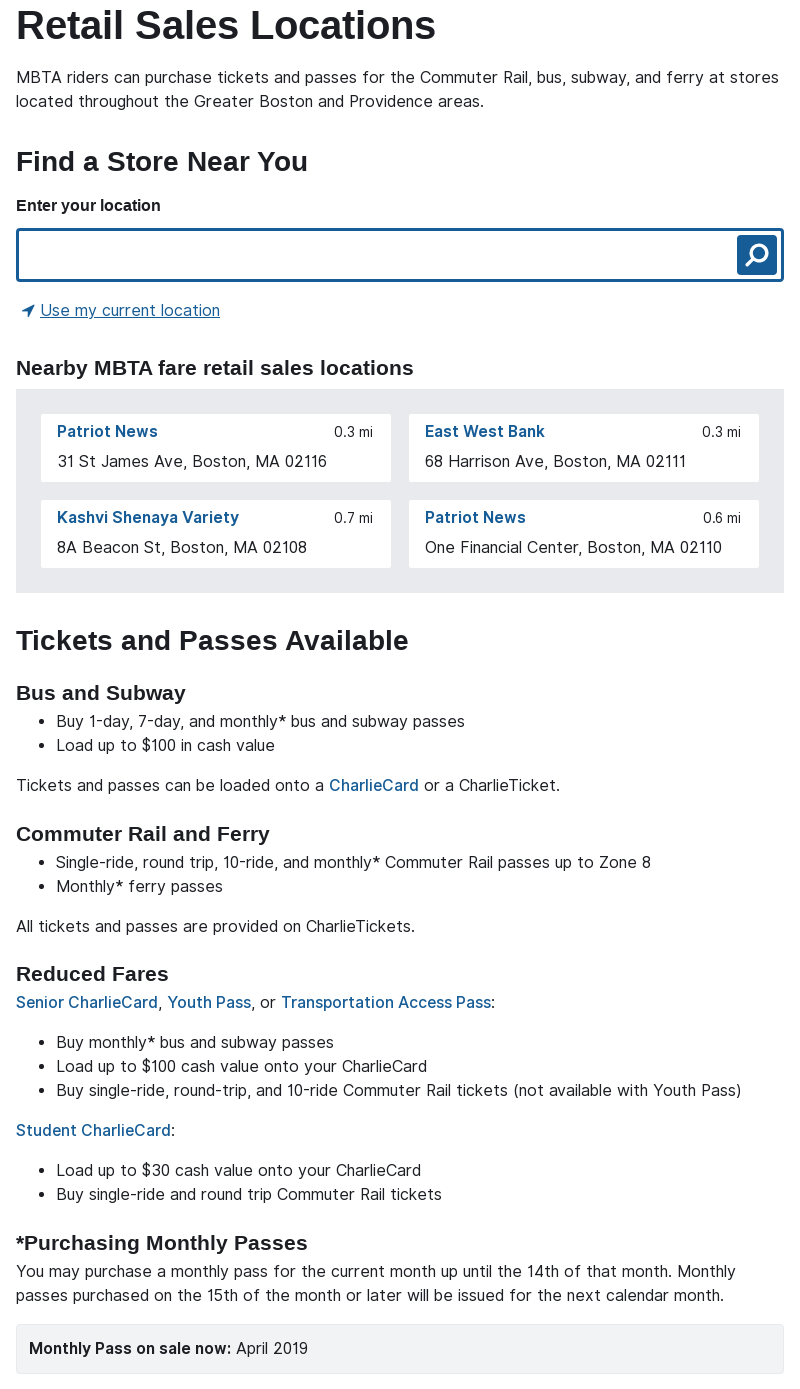 Retail Sales Locations
MBTA riders can purchase tickets and passes for the Commuter Rail, bus, subway, and ferry at stores
located throughout the Greater Boston and Providence areas.
Find a Store Near You
Enter your location
Use my current location
Nearby MBTA fare retail sales locations
Patriot News 0.3 mi
31 St James Ave, Boston, MA 02116
East West Bank 0.3 mi
68 Harrison Ave, Boston, MA 02111
Kashvi Shenaya Variety 0.7 mi
8A Beacon St, Boston, MA 02108
Patriot News 0.6 mi
One Financial Center, Boston, MA 02110
Tickets and Passes Available
Bus and Subway
• Buy 1-day, 7-day, and monthly* bus and subway passes
• Load up to $100 in cash value
Tickets and passes can be loaded onto a CharlieCard or a CharlieTicket.
Commuter Rail and Ferry
• Single-ride, round trip, 10-ride, and monthly* Commuter Rail passes up to Zone 8
• Monthly* ferry passes
All tickets and passes are provided on CharlieTickets.
Reduced Fares
Senior CharlieCard, Youth Pass, or Transportation Access Pass:
• Buy monthly* bus and subway passes
• Load up to $100 cash value onto your CharlieCard
• Buy single-ride, round-trip, and 10-ride Commuter Rail tickets (not available with Youth Pass)
Student CharlieCard:
• Load up to $30 cash value onto your CharlieCard
• Buy single-ride and round trip Commuter Rail tickets
*Purchasing Monthly Passes
You may purchase a monthly pass for the current month up until the 14th of that month. Monthly
passes purchased on the 15th of the month or later will be issued for the next calendar month.
Monthly Pass on sale now: April 2019